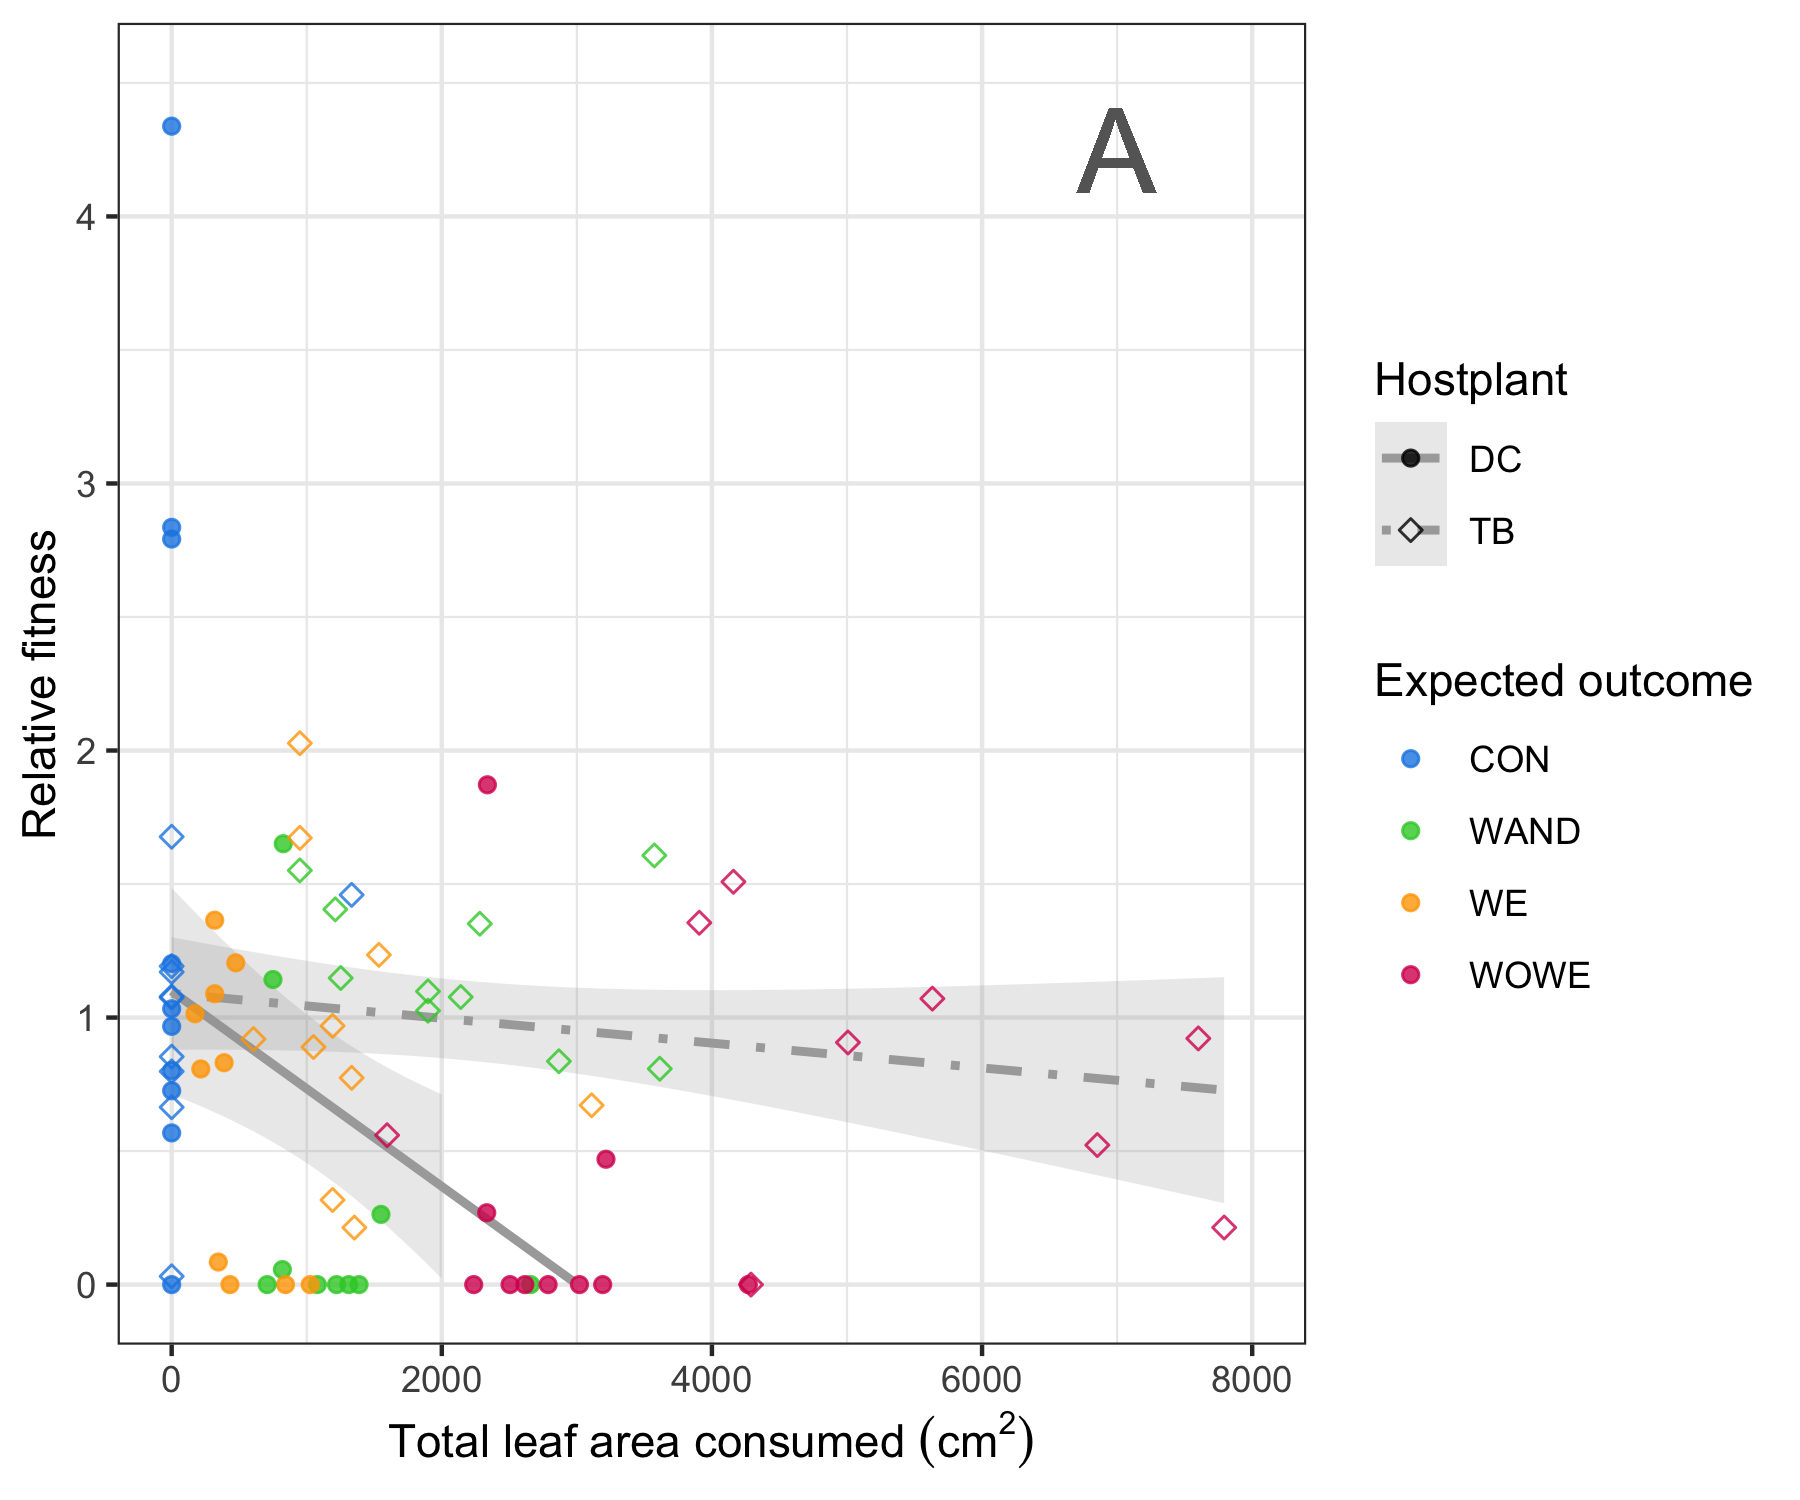 A
4
3
2
1
0
Relative fitness
0 2000 4000 6000 8000
Total leaf area consumed (cm²)
Hostplant
DC
TB
Expected outcome
CON
WAND
WE
WOWE